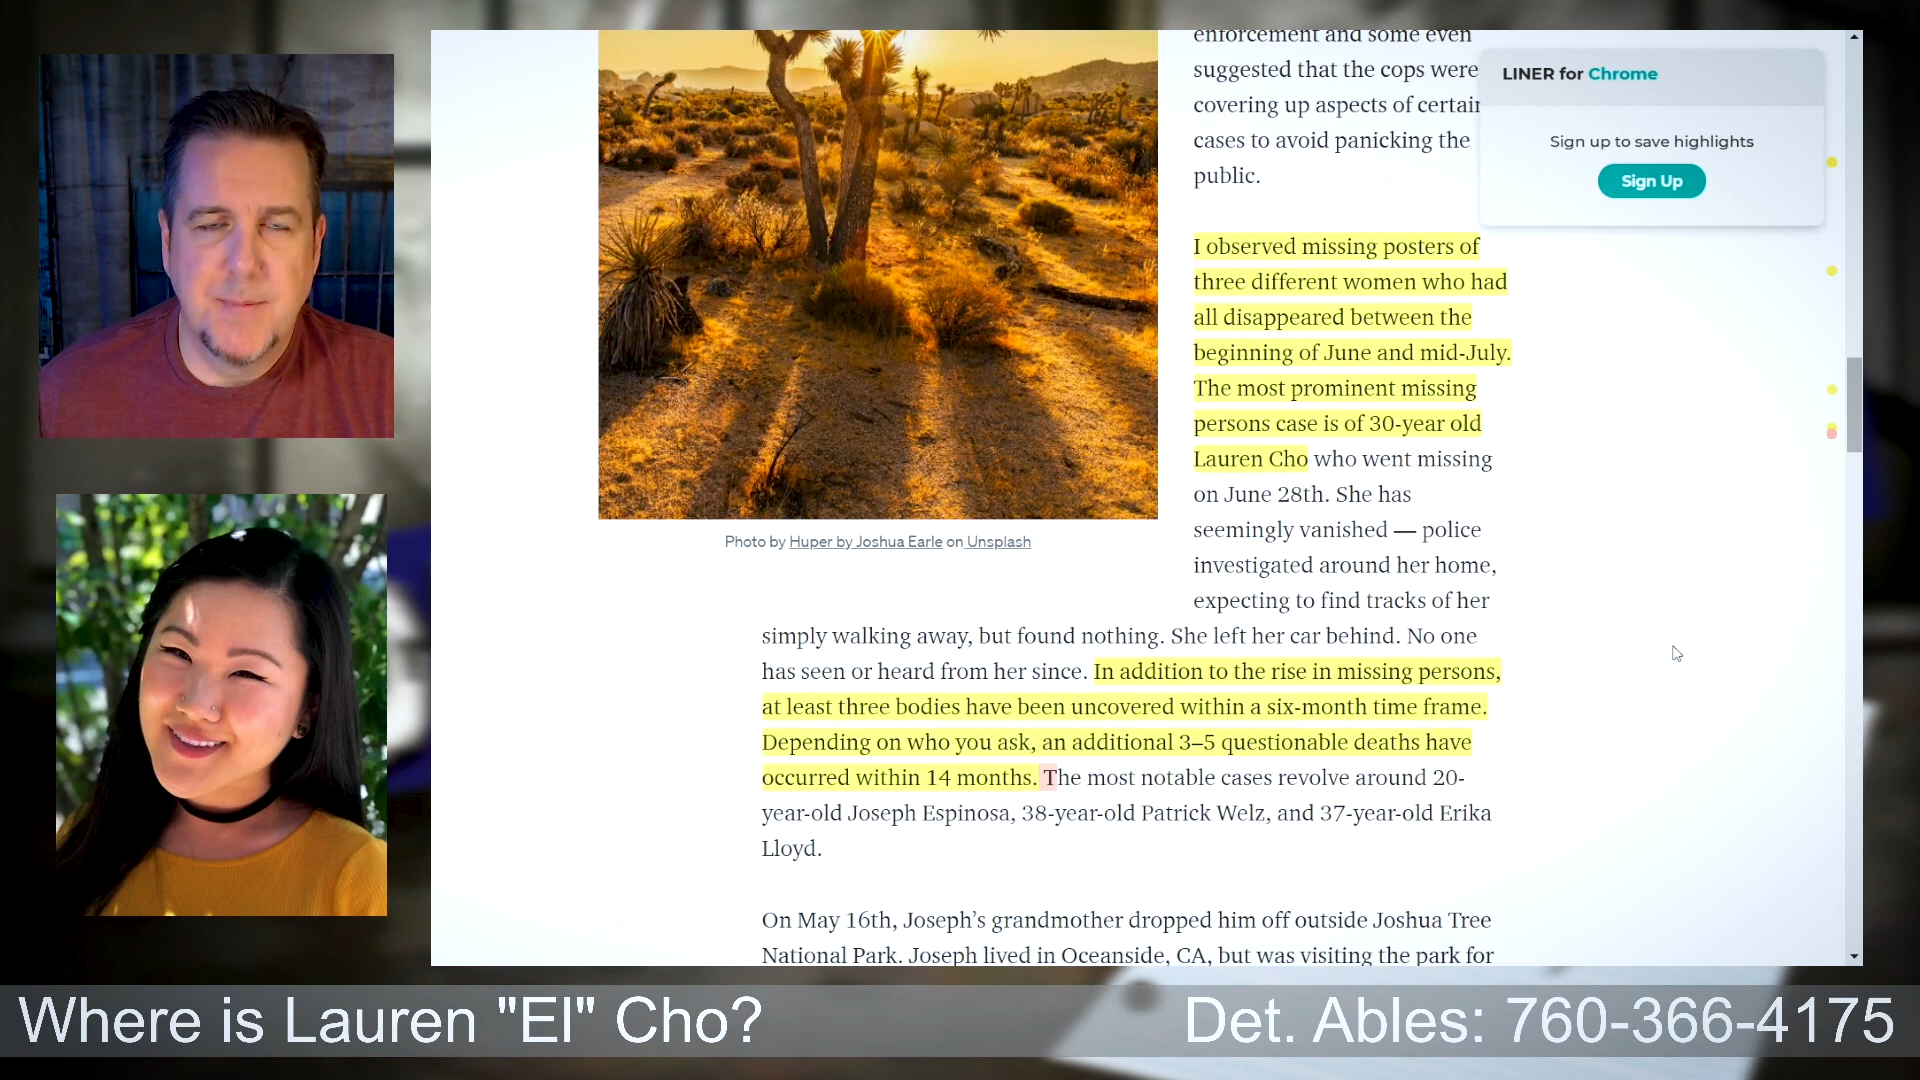 enforcement and some even
suggested that the cops were
covering up aspects of certain
cases to avoid panicking the
public.
LINER for Chrome
Sign up to save highlights
Sign Up
I observed missing posters of
three different women who had
all disappeared between the
beginning of June and mid-July.
The most prominent missing
persons case is of 30-year old
Lauren Cho who went missing
on June 28th. She has
seemingly vanished — police
investigated around her home,
expecting to find tracks of her
simply walking away, but found nothing. She left her car behind. No one
has seen or heard from her since. In addition to the rise in missing persons,
at least three bodies have been uncovered within a six-month time frame.
Depending on who you ask, an additional 3–5 questionable deaths have
occurred within 14 months. The most notable cases revolve around 20-
year-old Joseph Espinosa, 38-year-old Patrick Welz, and 37-year-old Erika
Lloyd.
Photo by Huper by Joshua Earle on Unsplash
On May 16th, Joseph’s grandmother dropped him off outside Joshua Tree
National Park. Joseph lived in Oceanside, CA, but was visiting the park for
Where is Lauren "El" Cho?
Det. Ables: 760-366-4175